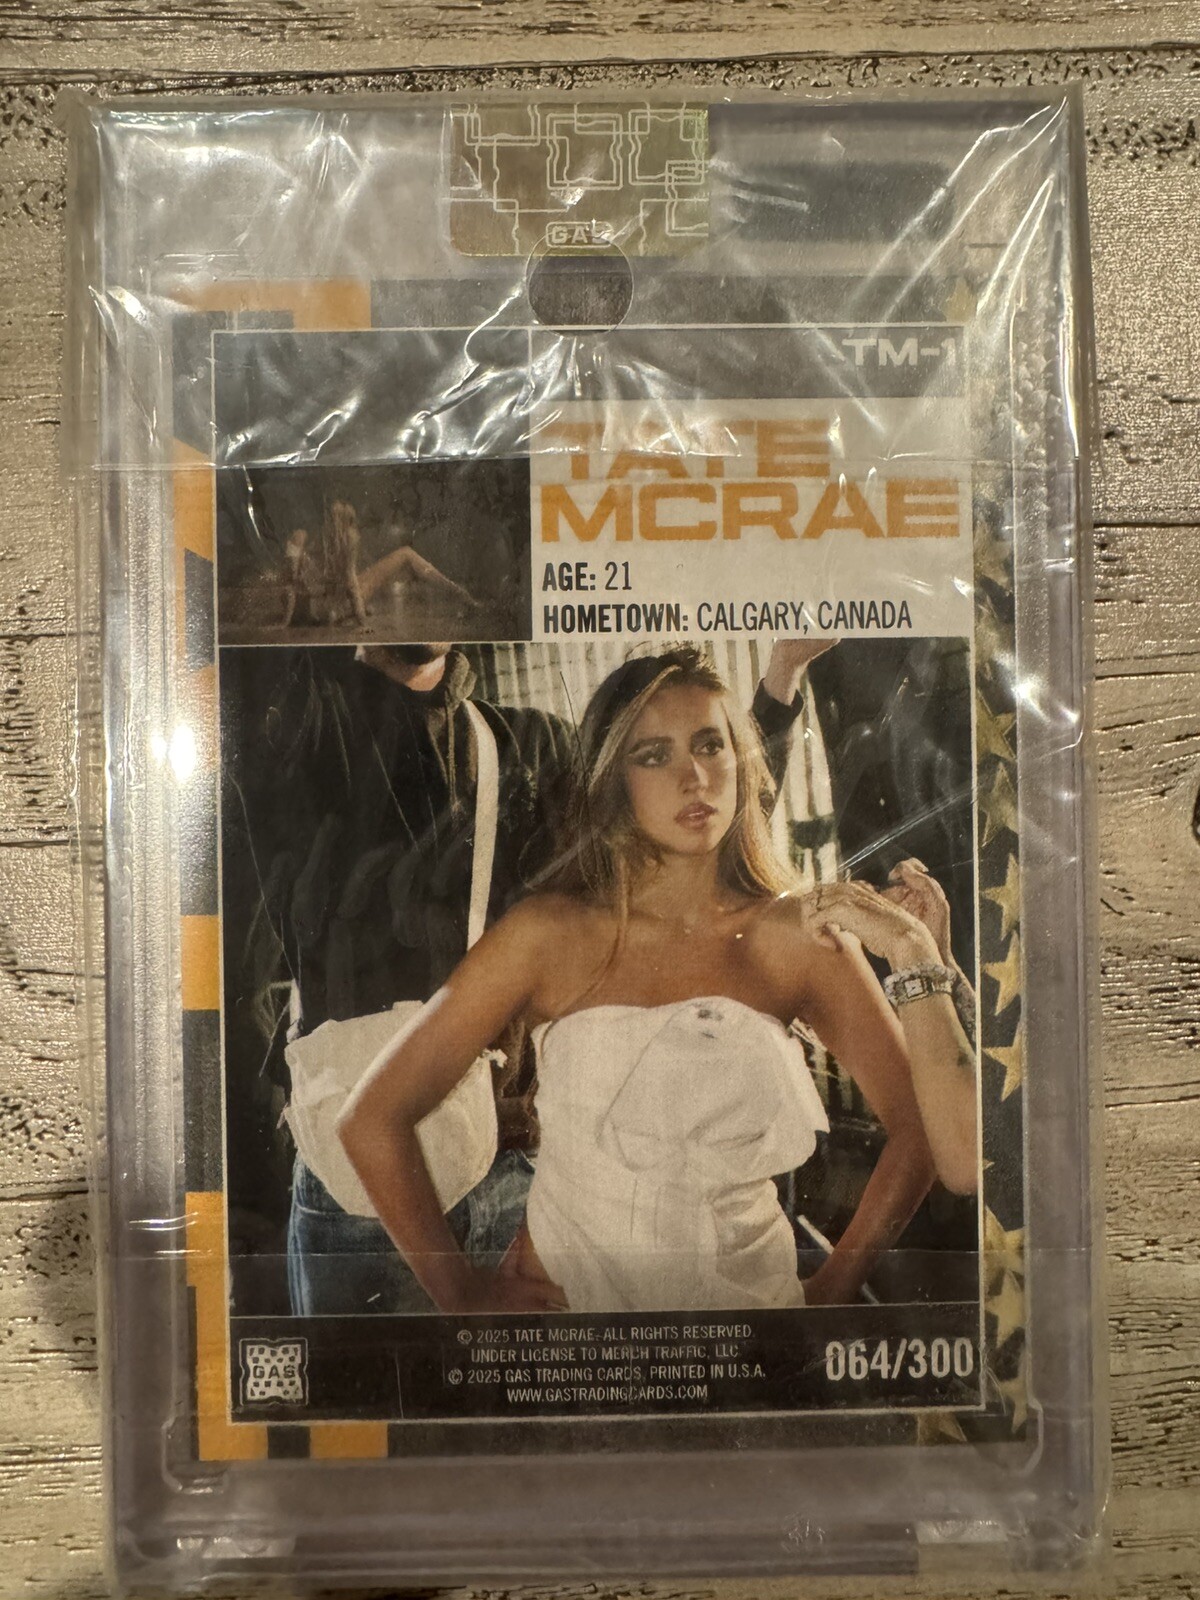 GAS
TM-1
TATE
MCRAE
AGE: 21
HOMETOWN: CALGARY, CANADA
© 2025 TATE MCRAE. ALL RIGHTS RESERVED.
UNDER LICENSE TO MERCH TRAFFIC, LLC.
© 2025 GAS TRADING CARDS, PRINTED IN U.S.A.
WWW.GASTRADINGCARDS.COM
GAS
064/300